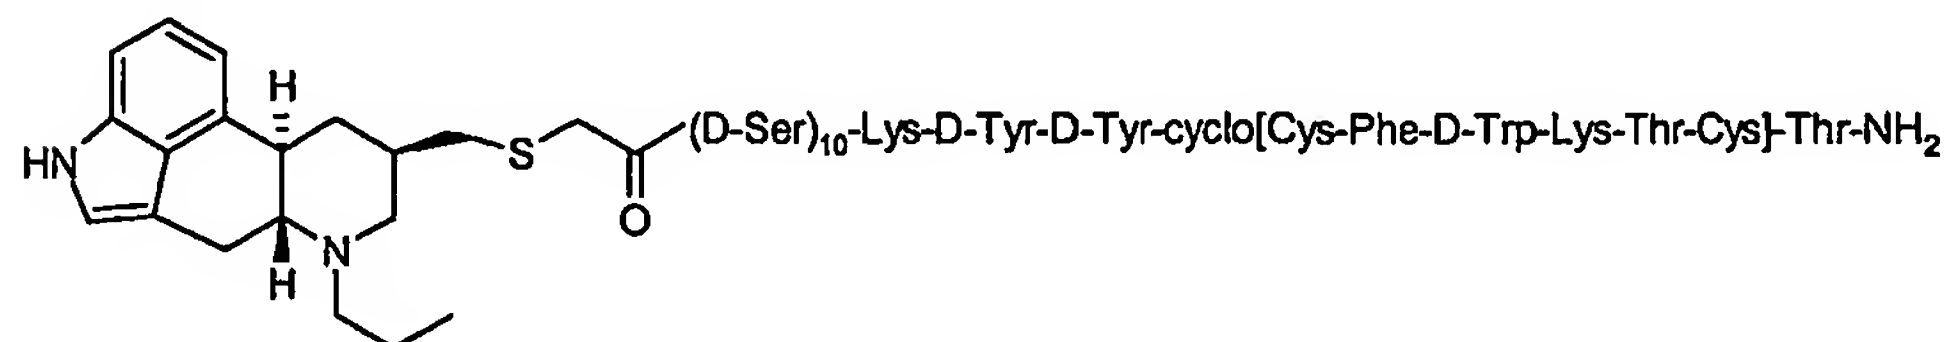 H
(D-Ser)10-Lys-D-Tyr-D-Tyr-cyclo[Cys-Phe-D-Trp-Lys-Thr-Cys]-Thr-NH2
HN
S
O
N
H